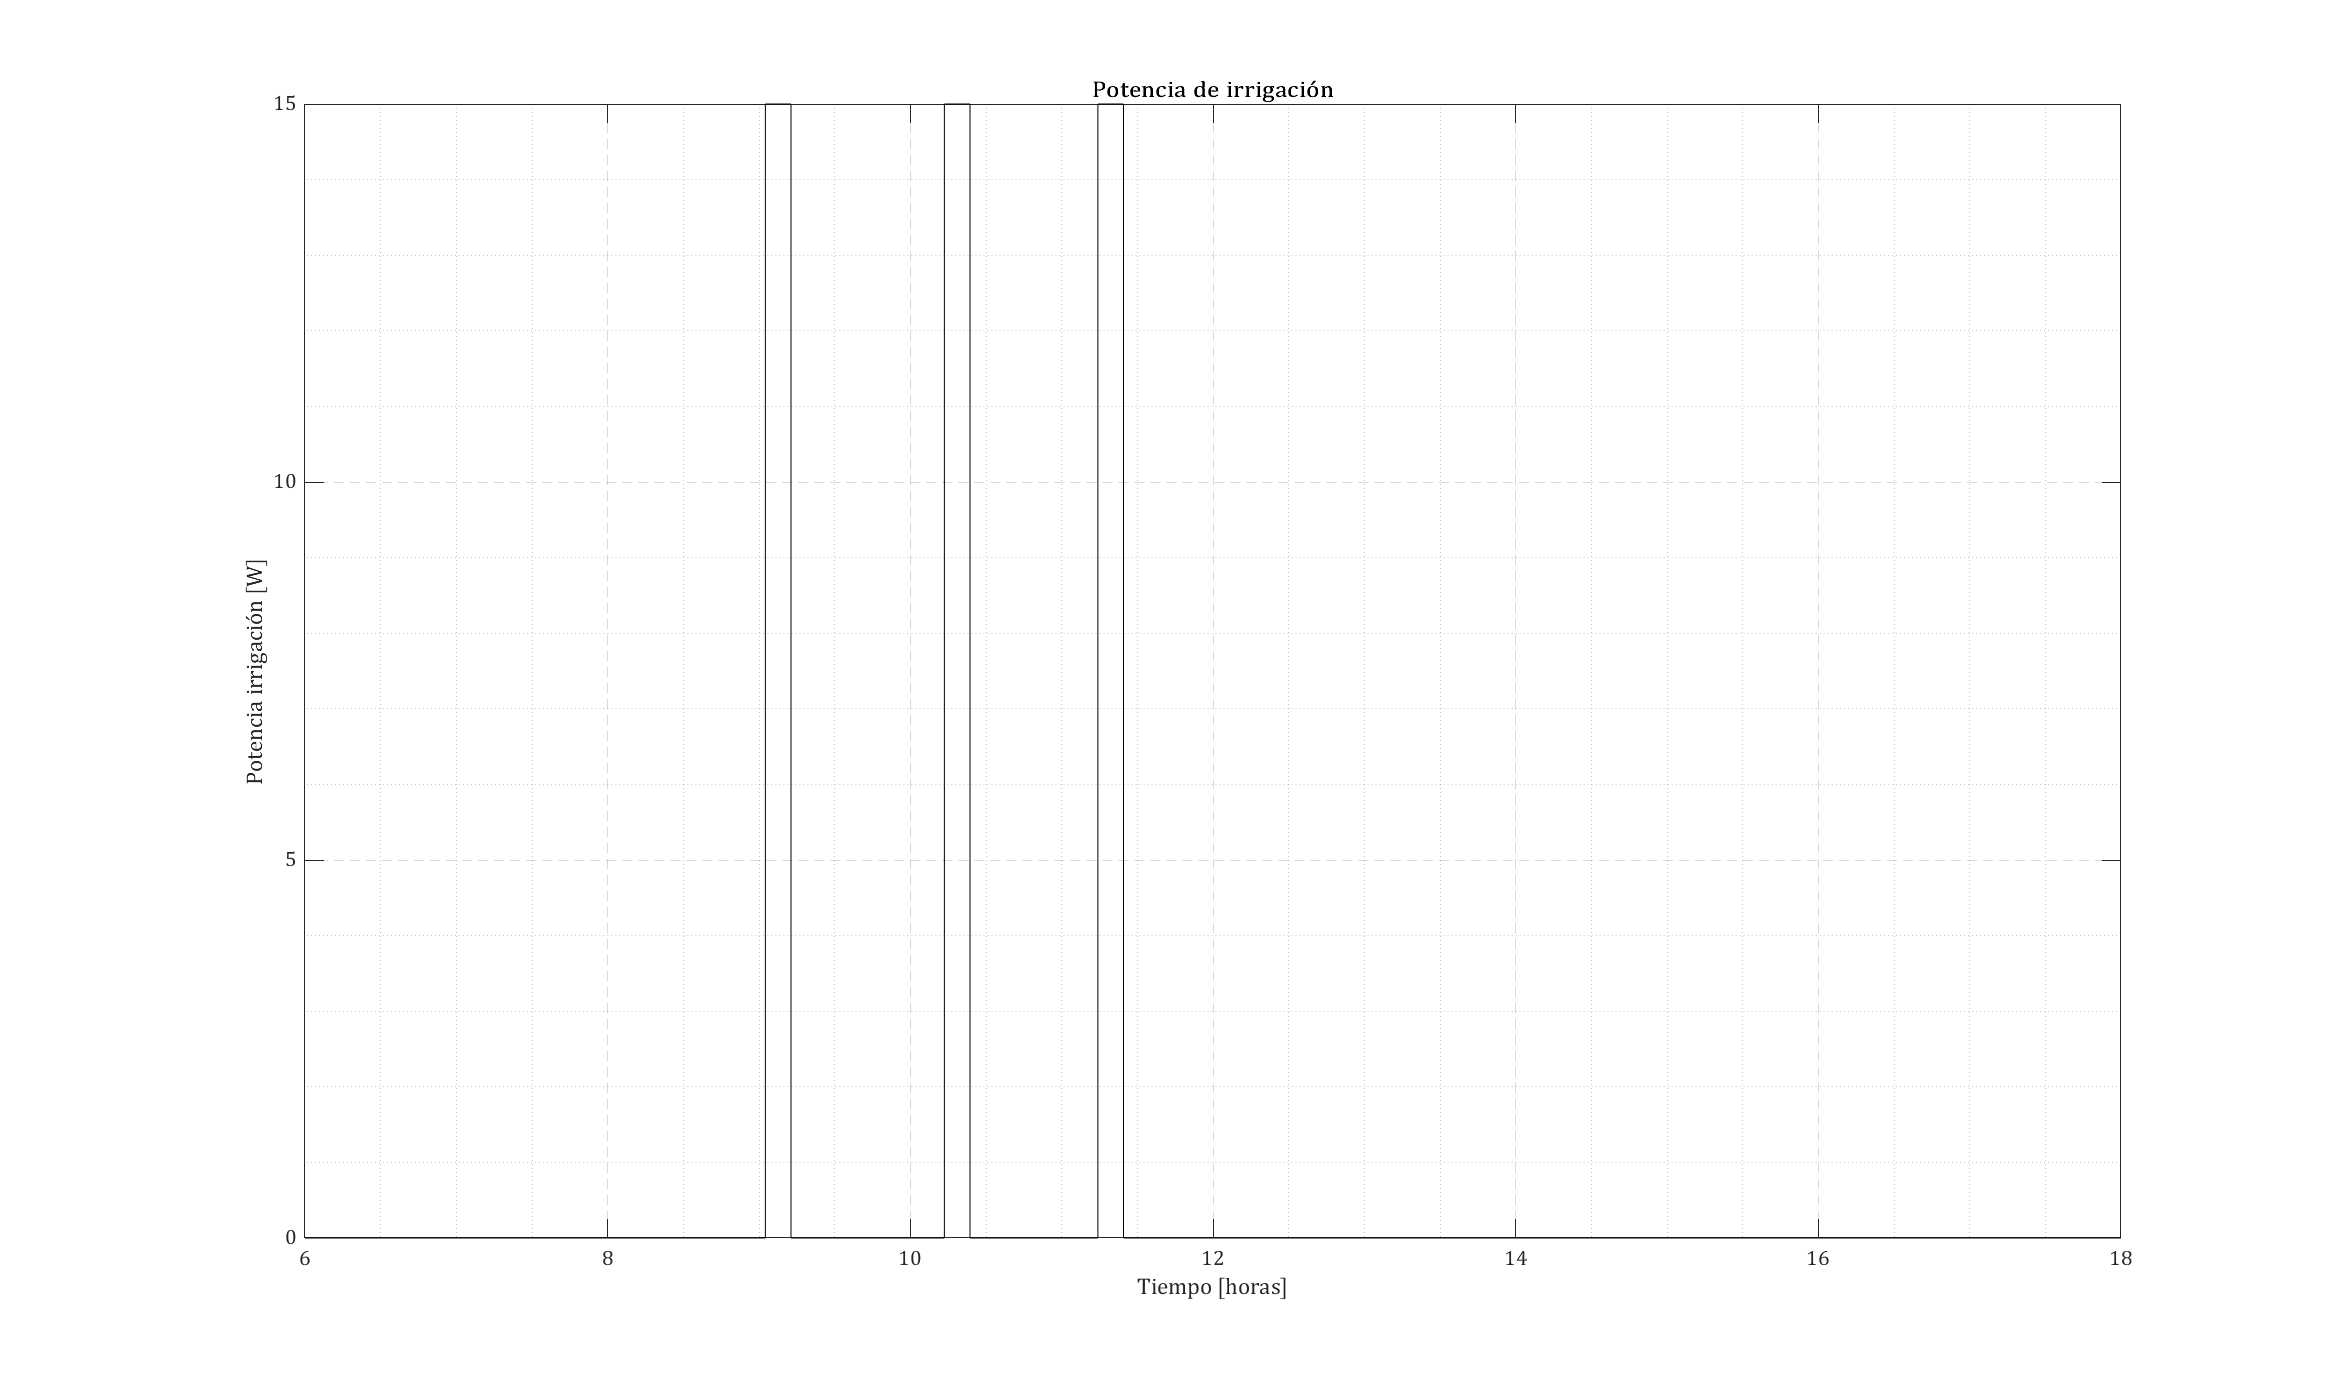 Potencia de irrigación
15
10
5
0
Potencia irrigación [W]
6 8 10 12 14 16 18
Tiempo [horas]